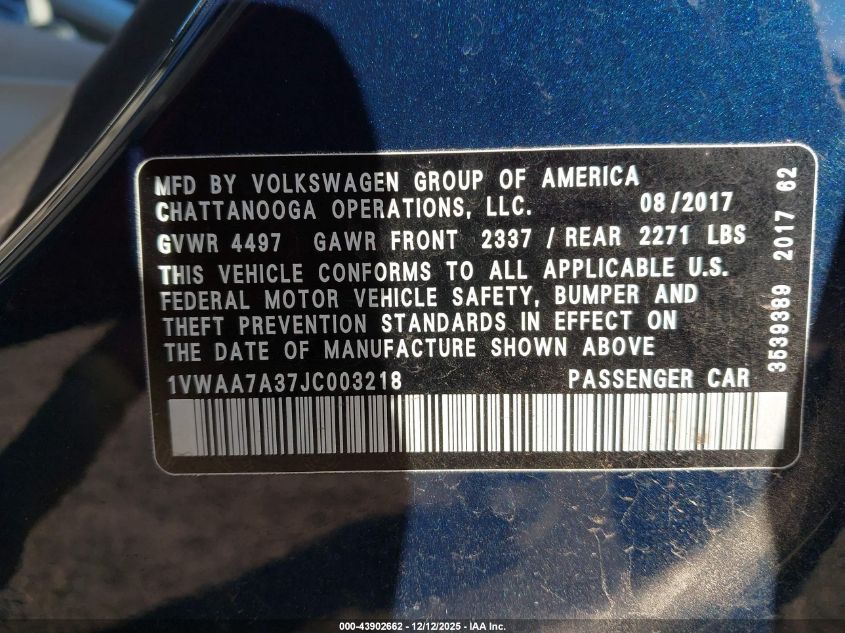 MFD BY VOLKSWAGEN GROUP OF AMERICA
CHATTANOOGA OPERATIONS, LLC. 08/2017
GVWR 4497 GAWR FRONT 2337 / REAR 2271 LBS
THIS VEHICLE CONFORMS TO ALL APPLICABLE U.S.
FEDERAL MOTOR VEHICLE SAFETY, BUMPER AND
THEFT PREVENTION STANDARDS IN EFFECT ON
THE DATE OF MANUFACTURE SHOWN ABOVE
1VWAA7A37JC003218 PASSENGER CAR
3539389 2017 62
000-43902662 - 12/12/2025 - IAA Inc.